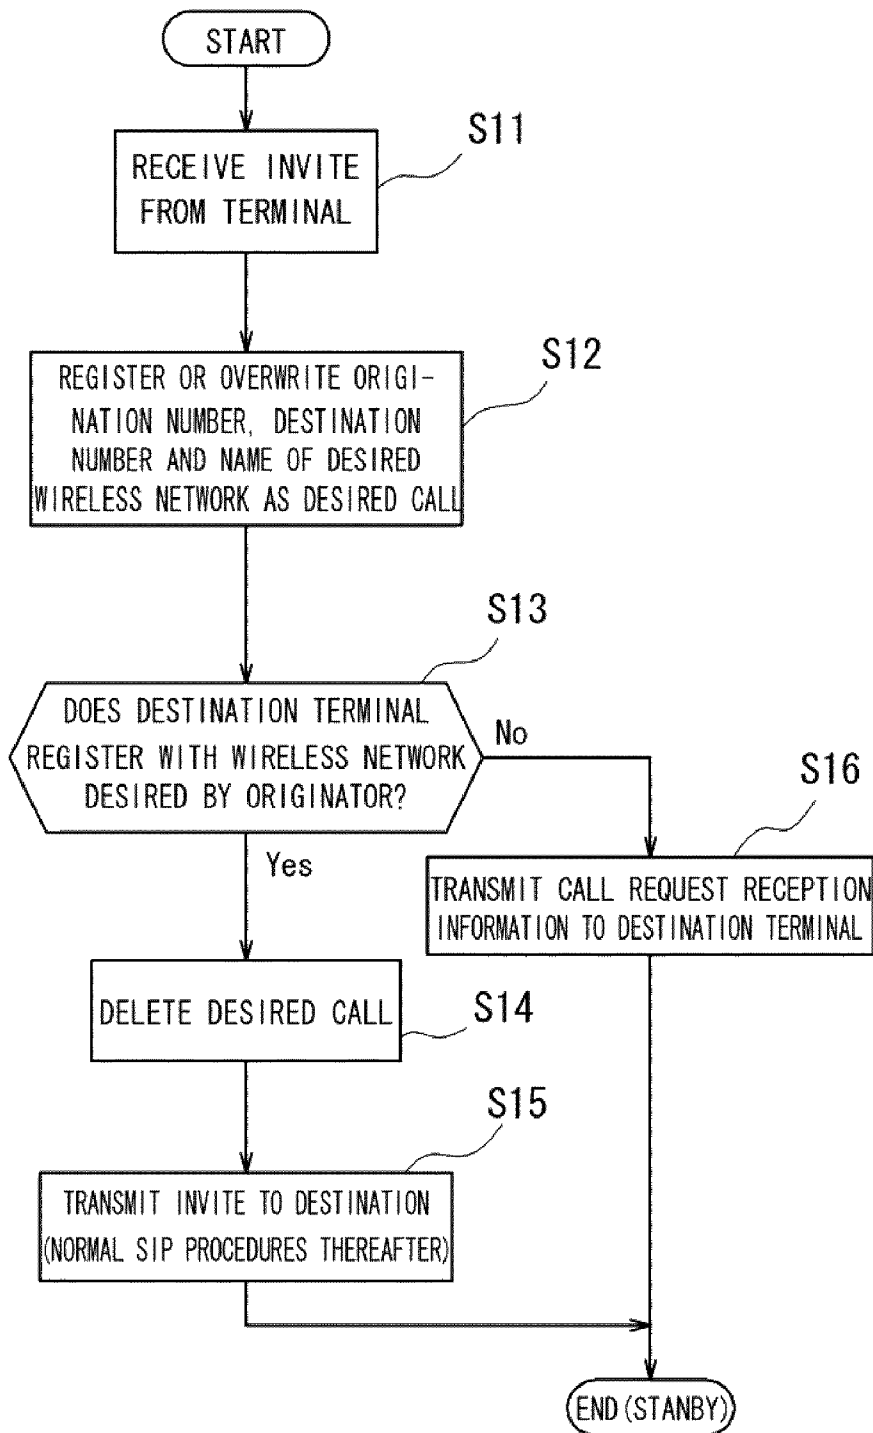 START
S11
RECEIVE INVITE
FROM TERMINAL
S12
REGISTER OR OVERWRITE ORIGI-
NATION NUMBER, DESTINATION
NUMBER AND NAME OF DESIRED
WIRELESS NETWORK AS DESIRED CALL
S13
DOES DESTINATION TERMINAL
REGISTER WITH WIRELESS NETWORK
DESIRED BY ORIGINATOR?
No
S16
Yes
TRANSMIT CALL REQUEST RECEPTION
INFORMATION TO DESTINATION TERMINAL
DELETE DESIRED CALL
S14
S15
TRANSMIT INVITE TO DESTINATION
(NORMAL SIP PROCEDURES THEREAFTER)
END (STANBY)